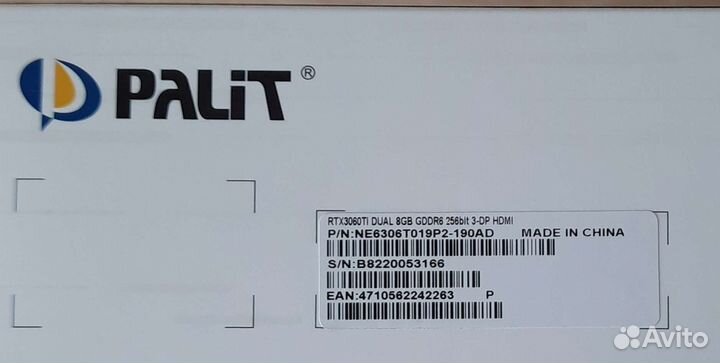 PALiT®
RTX3060TI DUAL 8GB GDDR6 256bit 3-DP HDMI
P/N:NE6306T019P2-190AD MADE IN CHINA
S/N:B8220053166
EAN:4710562242263 P
Avito